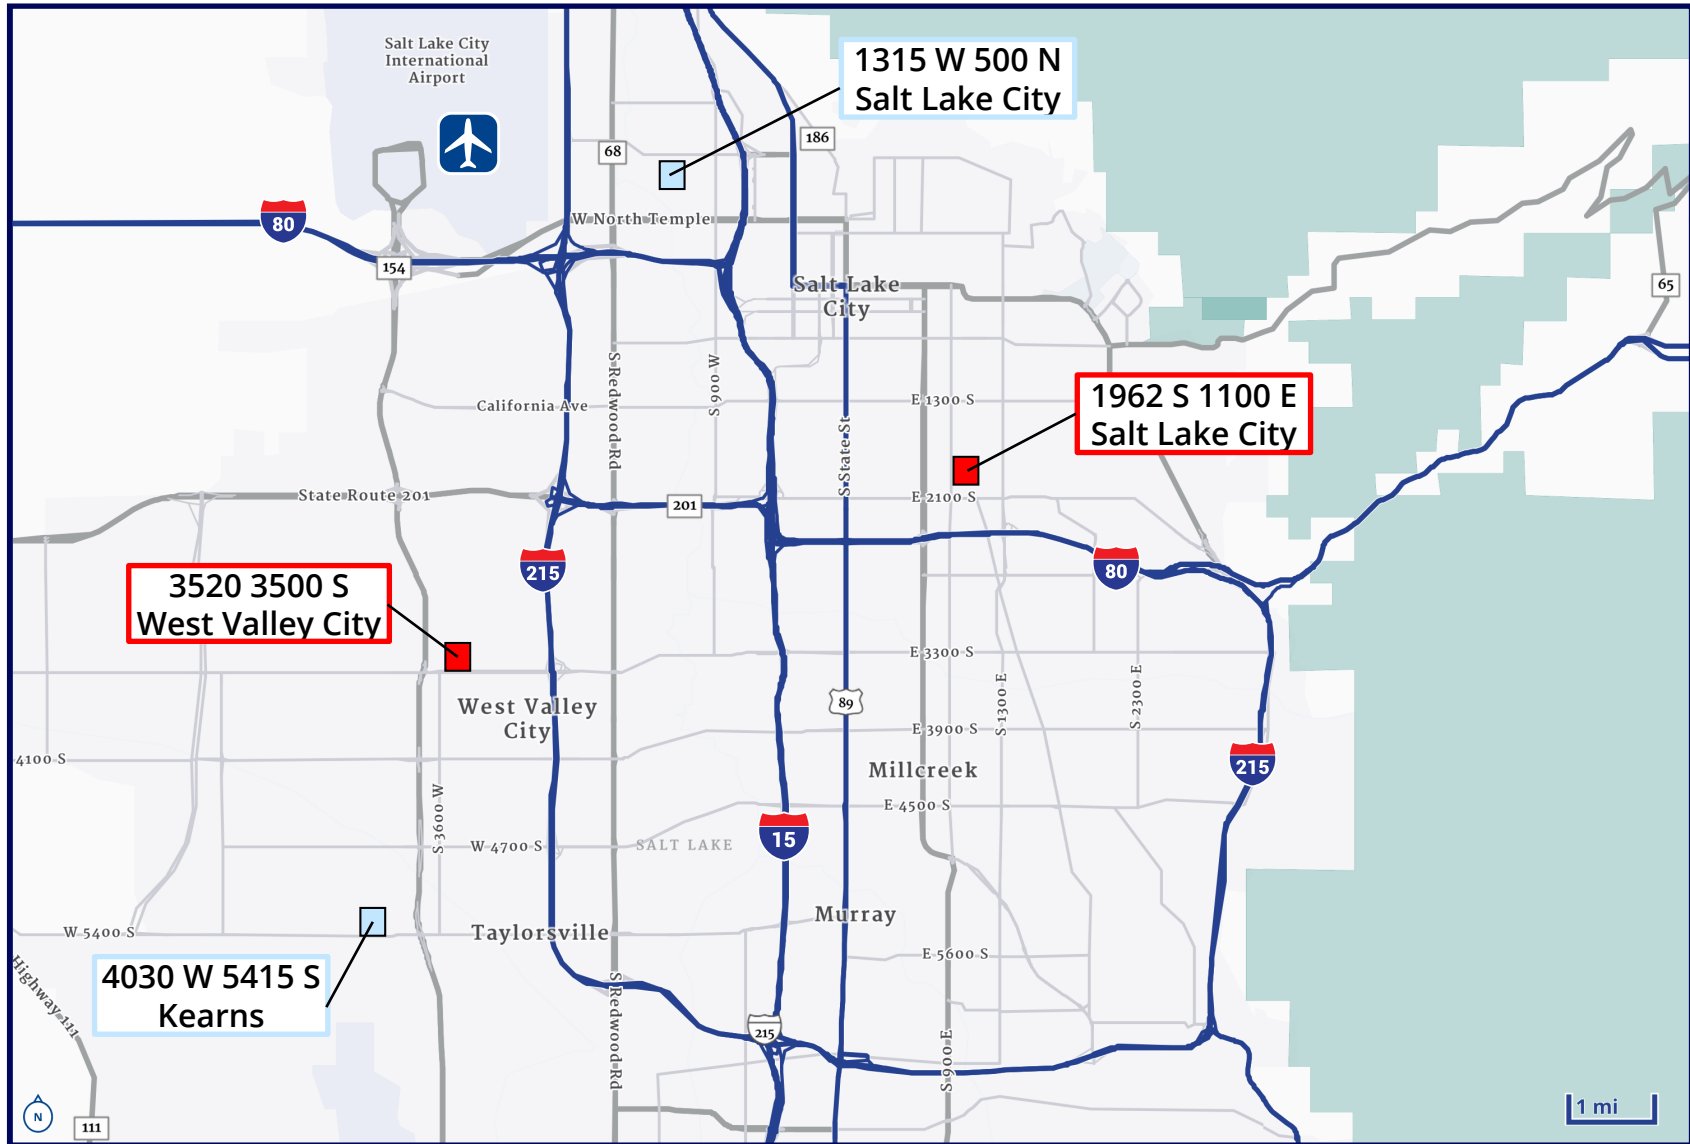 Salt Lake City
International
Airport
1315 W 500 N
Salt Lake City
186
68
80
W North Temple
154
65
Salt Lake
City
S Redwood Rd
S 900 W
1962 S 1100 E
Salt Lake City
E 1300 S
California Ave
S State St
State Route 201
E 2100 S
201
215
80
3520 3500 S
West Valley City
E 3300 S
S 1300 E
S 2300 E
West Valley
City
89
E 3900 S
4100 S
Millcreek
215
E 4500 S
S 3600 W
15
W 4700 S
SALT LAKE
Murray
W 5400 S
Taylorsville
E 5600 S
4030 W 5415 S
Kearns
Highway 111
S Redwood Rd
215
S 900 E
N
111
1 mi